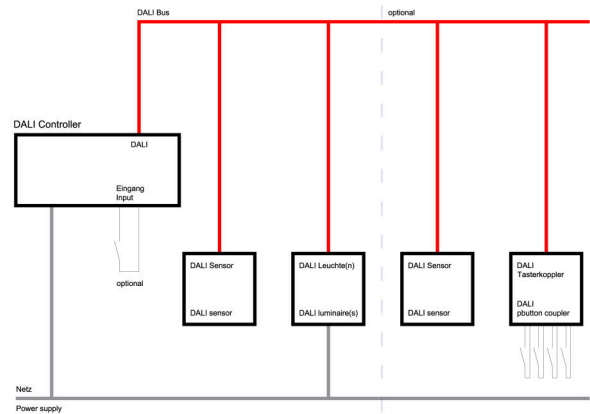 DALI Bus
optional
DALI Controller
DALI
Eingang
Input
optional
DALI Sensor
DALI sensor
DALI Leuchte(n)
DALI luminaire(s)
DALI Sensor
DALI sensor
DALI
Tasterkoppler
DALI
pbutton coupler
Netz
Power supply